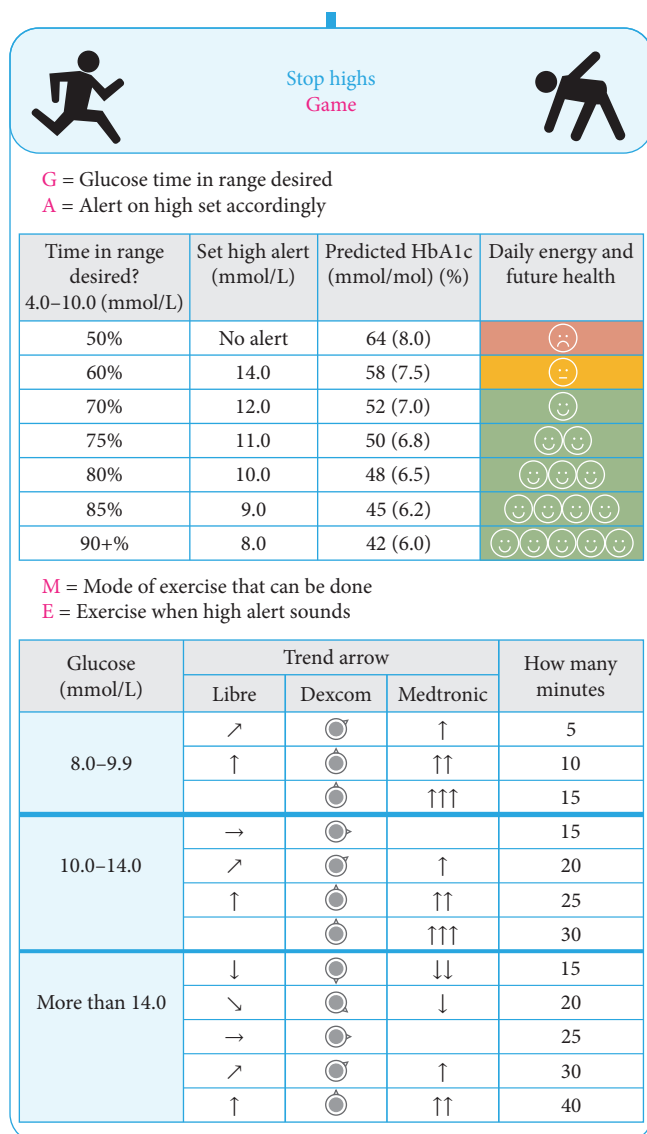 Stop highs
Game
G = Glucose time in range desired
A = Alert on high set accordingly
Time in range desired? 4.0–10.0 (mmol/L) Set high alert (mmol/L) Predicted HbA1c (mmol/mol) (%) Daily energy and future health
50% No alert 64 (8.0)
60% 14.0 58 (7.5)
70% 12.0 52 (7.0)
75% 11.0 50 (6.8)
80% 10.0 48 (6.5)
85% 9.0 45 (6.2)
90+% 8.0 42 (6.0)
M = Mode of exercise that can be done
E = Exercise when high alert sounds
Glucose (mmol/L) Trend arrow How many minutes
Libre Dexcom Medtronic
8.0–9.9 ↗ ↑ 5
↑ ↑↑ 10
↑↑↑ 15
10.0–14.0 → 15
↗ ↑ 20
↑ ↑↑ 25
↑↑↑ 30
More than 14.0 ↓ ↓↓ 15
↘ ↓ 20
→ 25
↗ ↑ 30
↑ ↑↑ 40